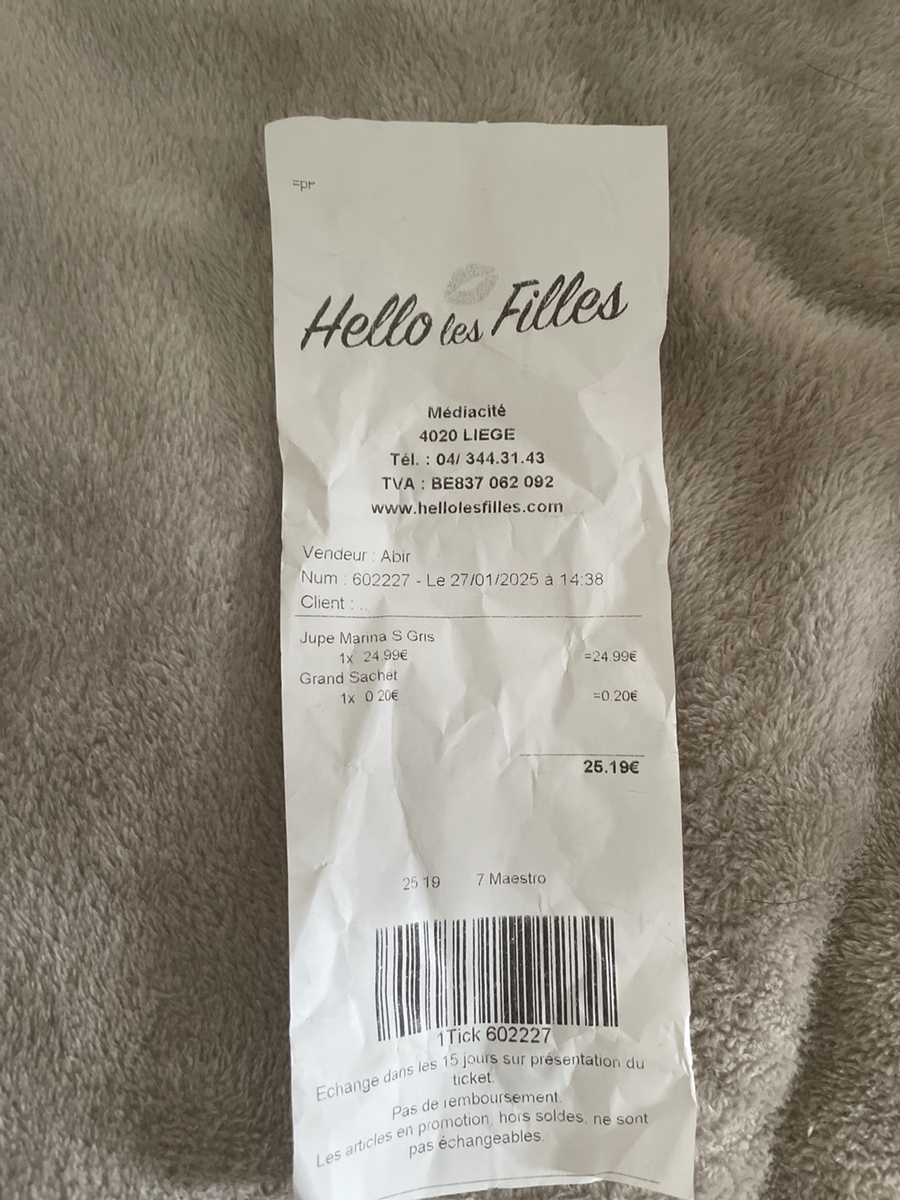 =pr
Hello les Filles
Médiacité
4020 LIEGE
Tél. : 04/ 344.31.43
TVA : BE837 062 092
www.hellolesfilles.com
Vendeur : Abir
Num : 602227 - Le 27/01/2025 à 14:38
Client : ..
Jupe Marina S Gris
1x 24.99€ =24.99€
Grand Sachet
1x 0.20€ =0.20€
25.19€
25.19 7.Maestro
1Tick 602227
Echange dans les 15 jours sur présentation du
ticket.
Pas de remboursement.
Les articles en promotion, hors soldes, ne sont
pas échangeables.